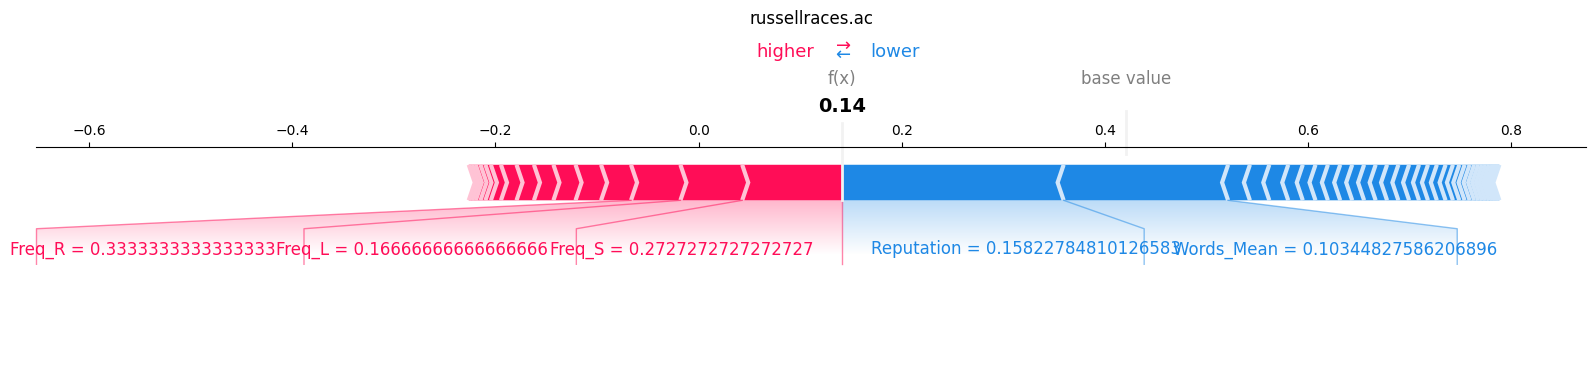 russellraces.ac
higher ⇄ lower
f(x) base value
0.14
−0.6 −0.4 −0.2 0.0 0.2 0.4 0.6 0.8
Freq_R = 0.3333333333333333 Freq_L = 0.16666666666666666 Freq_S = 0.2727272727272727 Reputation = 0.15822784810126583 Words_Mean = 0.10344827586206896